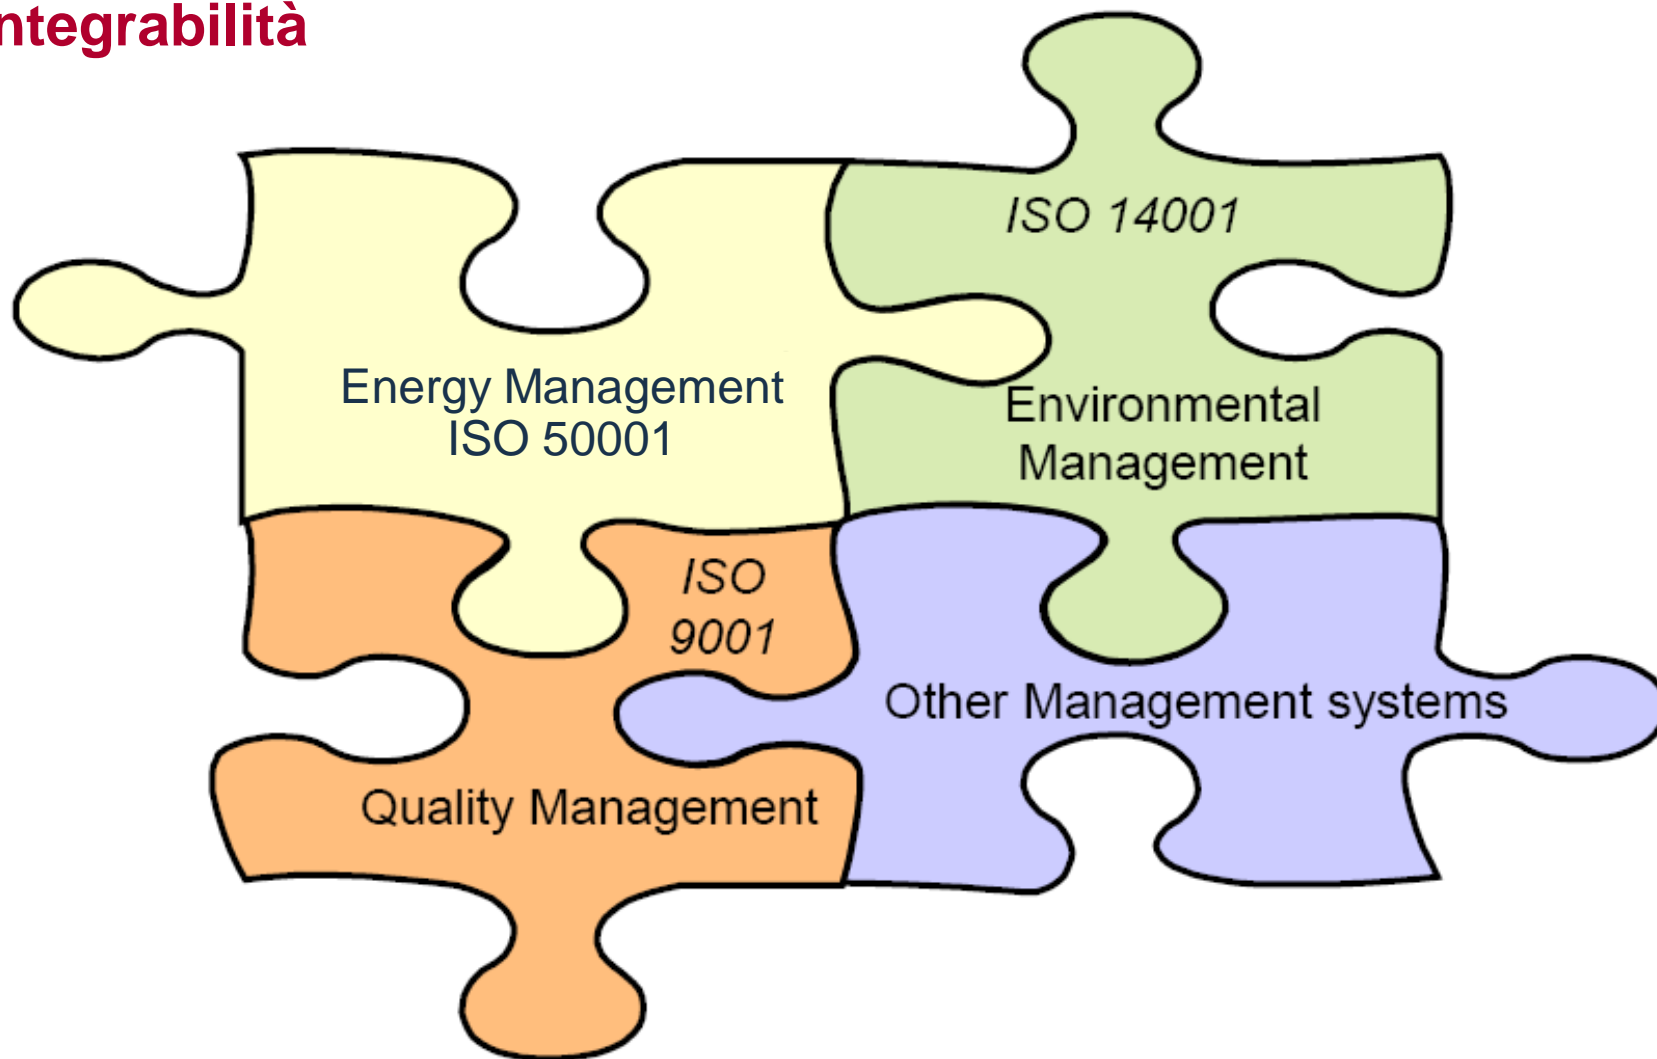 ntegrabilità
ISO 14001
Energy Management
ISO 50001
Environmental
Management
ISO
9001
Other Management systems
Quality Management